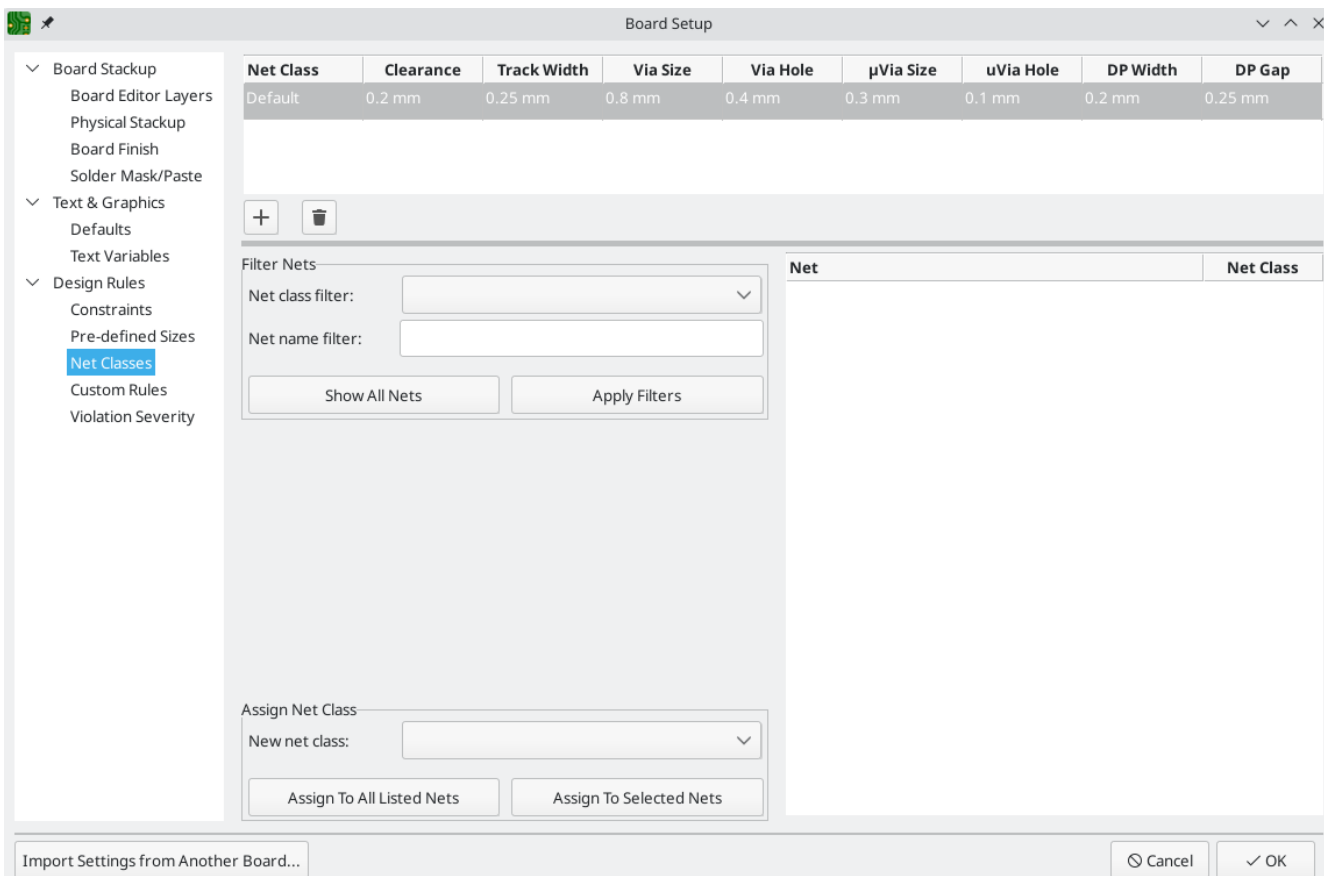 Board Setup
Board Stackup
Board Editor Layers
Physical Stackup
Board Finish
Solder Mask/Paste
Text & Graphics
Defaults
Text Variables
Design Rules
Constraints
Pre-defined Sizes
Net Classes
Custom Rules
Violation Severity
Net Class Clearance Track Width Via Size Via Hole µVia Size uVia Hole DP Width DP Gap
Default 0.2 mm 0.25 mm 0.8 mm 0.4 mm 0.3 mm 0.1 mm 0.2 mm 0.25 mm
Filter Nets
Net class filter:
Net name filter:
Show All Nets Apply Filters
Net Net Class
Assign Net Class
New net class:
Assign To All Listed Nets Assign To Selected Nets
Import Settings from Another Board... Cancel OK